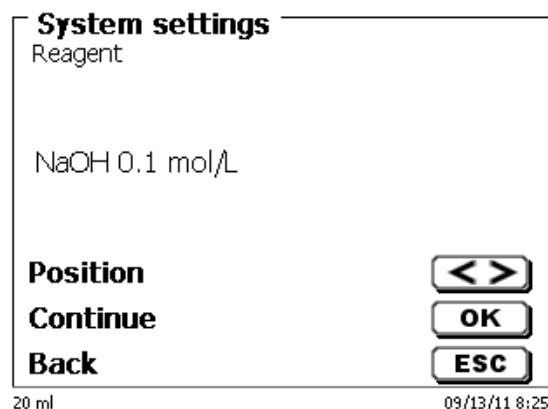 System settings
Reagent
NaOH 0.1 mol/L
Position < >
Continue OK
Back ESC
20 ml 09/13/11 8:25